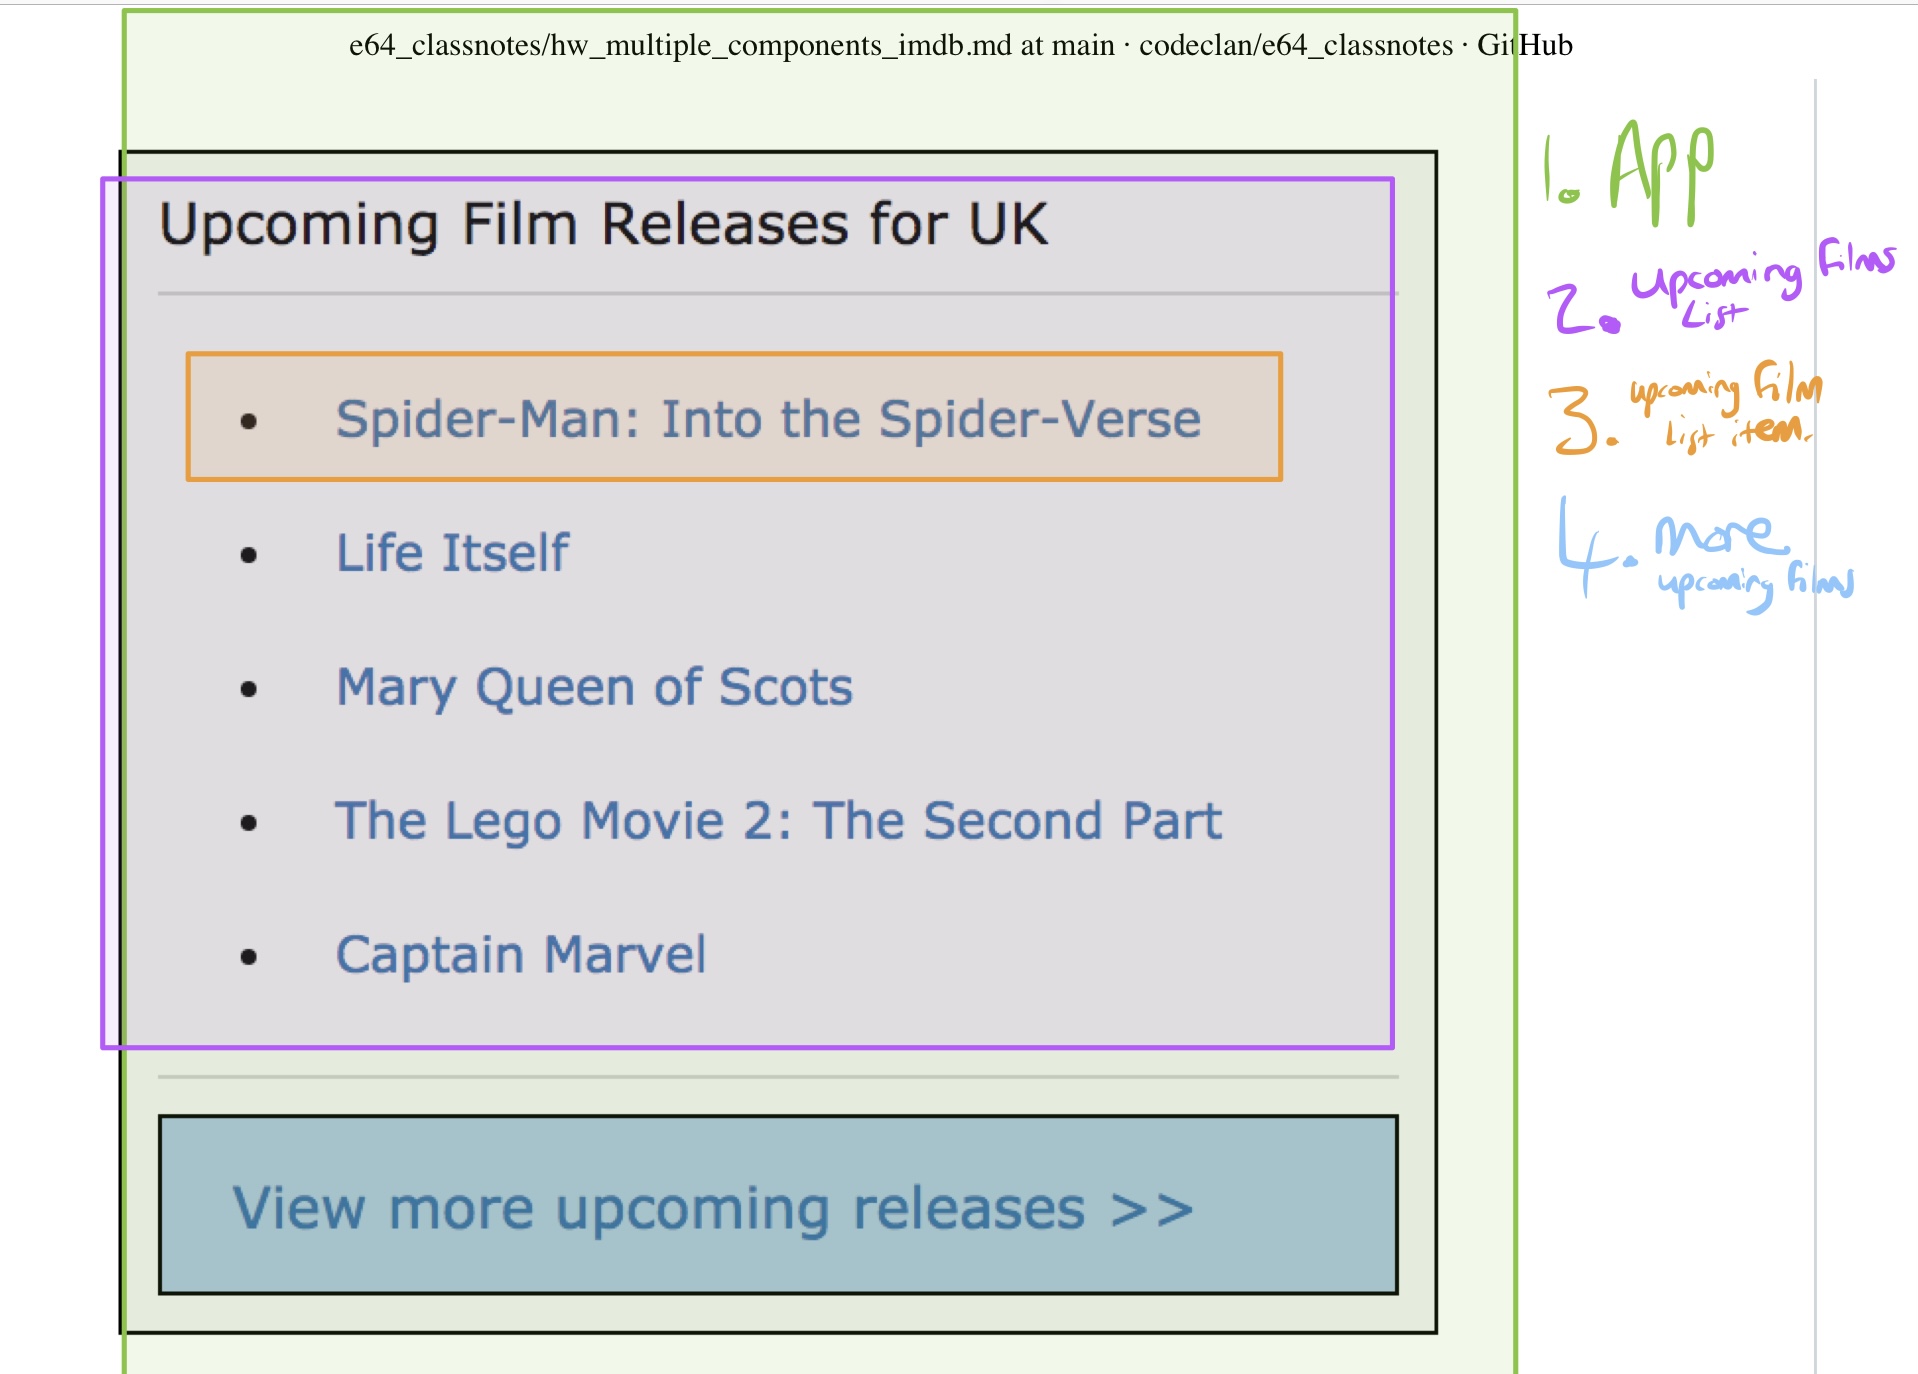 e64_classnotes/hw_multiple_components_imdb.md at main · codeclan/e64_classnotes · GitHub
Upcoming Film Releases for UK
• Spider-Man: Into the Spider-Verse
• Life Itself
• Mary Queen of Scots
• The Lego Movie 2: The Second Part
• Captain Marvel
View more upcoming releases >>
1. App
2. Upcoming Films
List
3. upcoming Film
List item.
4. More
upcoming films